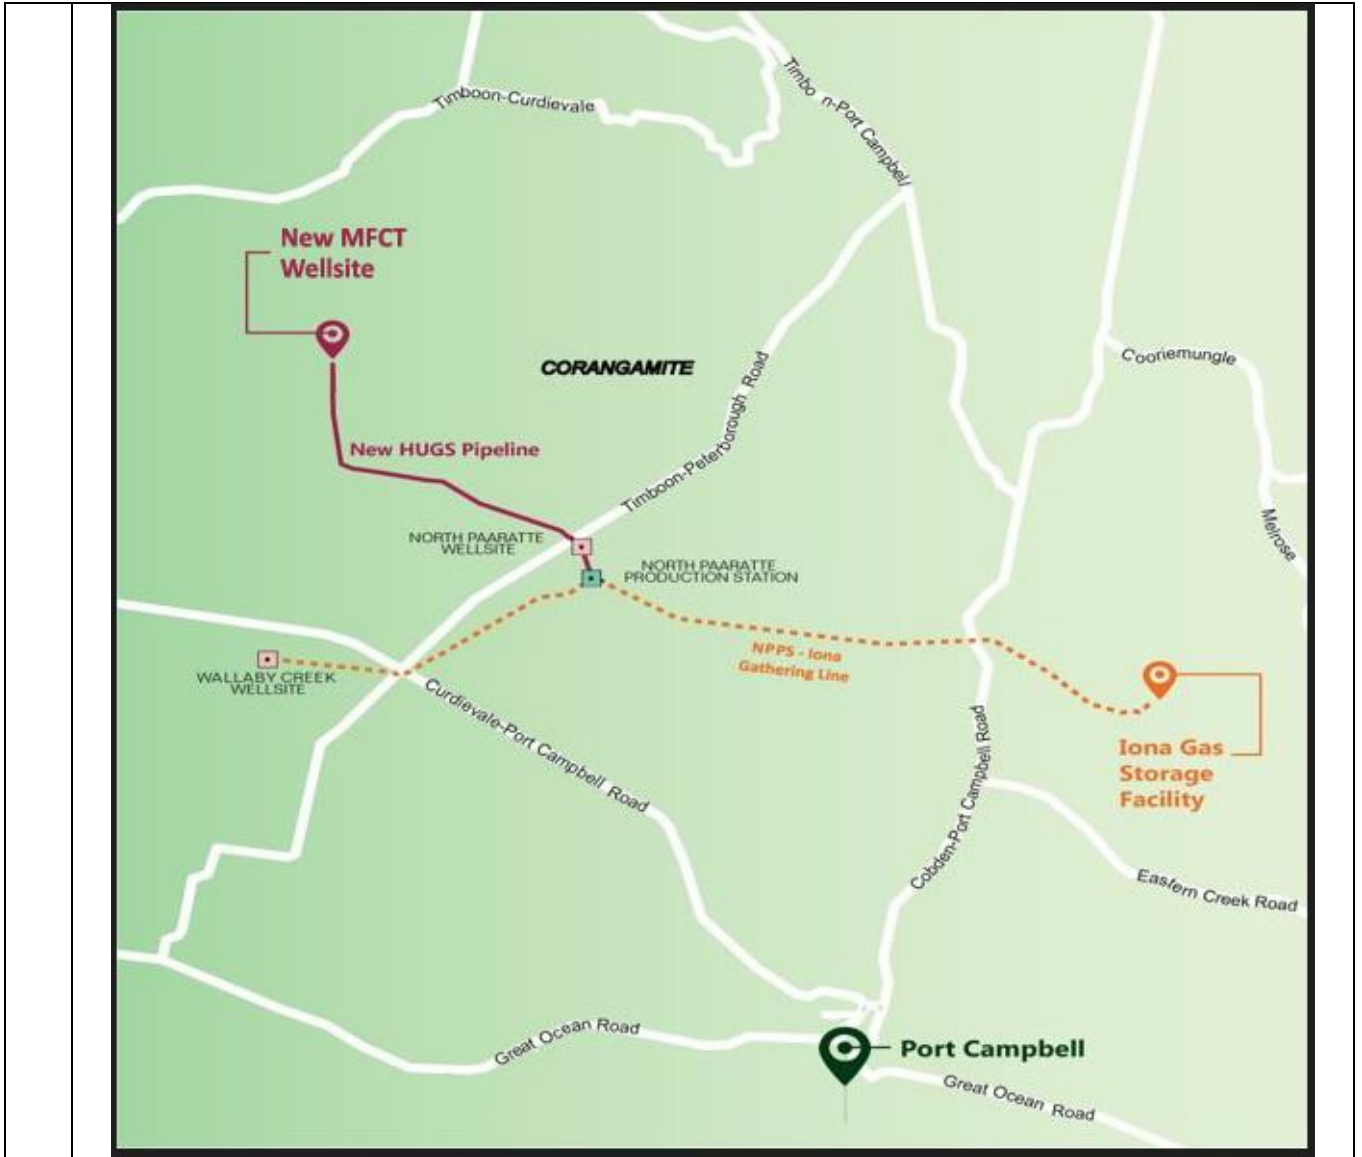 Timboon-Curdievale
Timbo n-Port Campbell
New MFCT
Wellsite
CORANGAMITE
Cooriemungle
Timboon-Peterborough Road
New HUGS Pipeline
Melrose
NORTH PAARATTE
WELLSITE
NORTH PAARATTE
PRODUCTION STATION
NPPS - Iona
Gathering Line
WALLABY CREEK
WELLSITE
Curdievale-Port Campbell Road
Cobden-Port Campbell Road
Iona Gas
Storage
Facility
Eastern Creek Road
Great Ocean Road
Port Campbell
Great Ocean Road